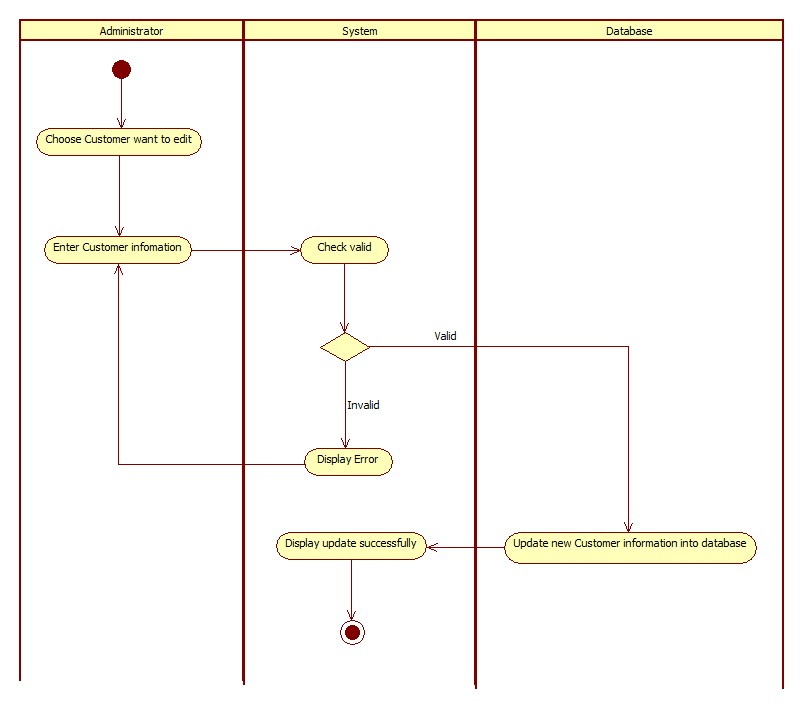 Administrator
System
Database
Choose Customer want to edit
Enter Customer infomation
Check valid
Valid
Invalid
Display Error
Display update successfully
Update new Customer information into database